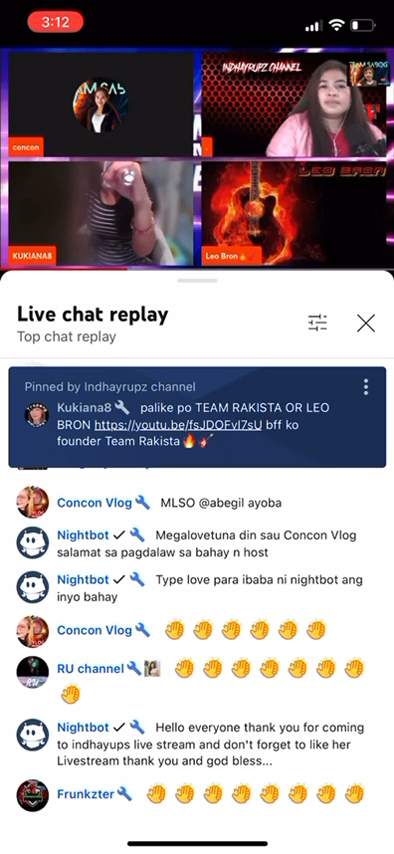 3:12
INDHAYRUPZ CHANNEL
concon
LEO BRON
KUKIANA8
Leo Bron🔥
Live chat replay
Top chat replay
Pinned by Indhayrupz channel
Kukiana8🔧 palike po TEAM RAKISTA OR LEO
BRON https://youtu.be/fsJDOFvI7sU bff ko
founder Team Rakista🔥🎸
Concon Vlog🔧 MLSO @abegil ayoba
Nightbot ✓🔧 Megalovetuna din sau Concon Vlog
salamat sa pagdalaw sa bahay n host
Nightbot ✓🔧 Type love para ibaba ni nightbot ang
inyo bahay
Concon Vlog🔧 👏👏👏👏👏👏
RU channel🔧 👏👏👏👏👏👏👏
👏
Nightbot ✓🔧 Hello everyone thank you for coming
to indhayups live stream and don't forget to like her
Livestream thank you and god bless...
Frunkzter🔧 👏👏👏👏👏👏👏👏